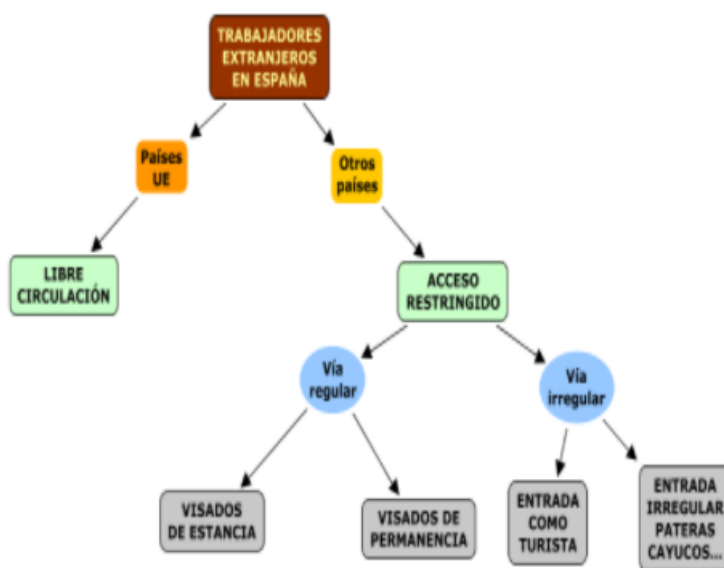 TRABAJADORES
EXTRANJEROS
EN ESPAÑA
Países
UE
Otros
países
LIBRE
CIRCULACIÓN
ACCESO
RESTRINGIDO
Vía
regular
Vía
irregular
VISADOS
DE ESTANCIA
VISADOS DE
PERMANENCIA
ENTRADA
COMO
TURISTA
ENTRADA
IRREGULAR
PATERAS
CAYUCOS...